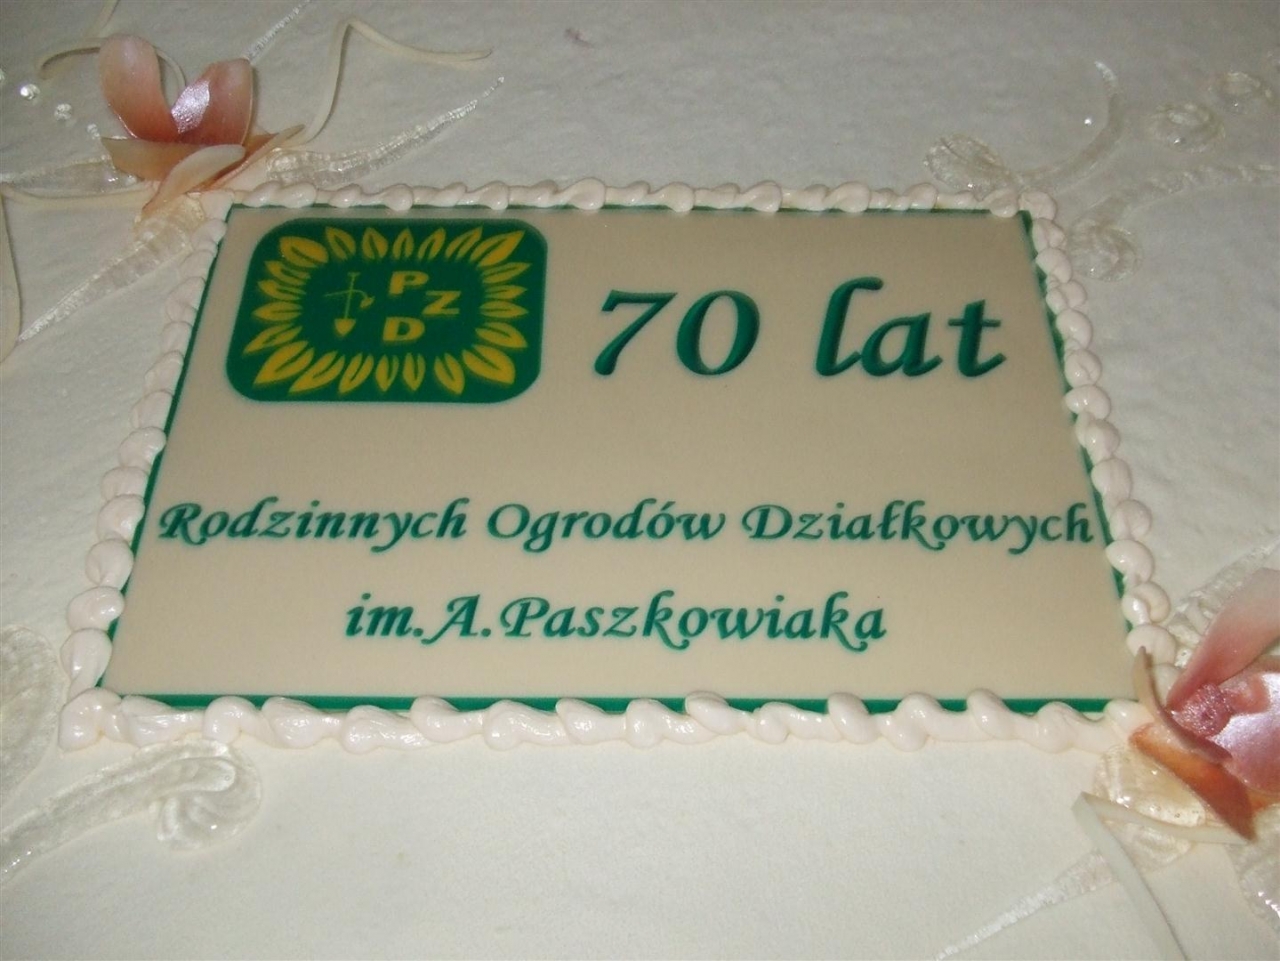 PZD
70 lat
Rodzinnych Ogrodów Działkowych
im.A.Paszkowiaka